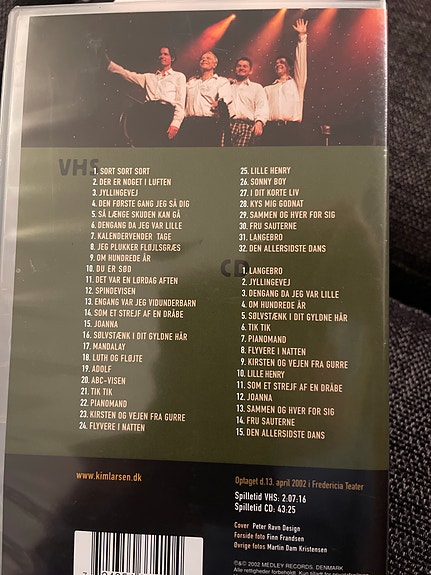 VHS
1. SORT SORT SORT
2. DER ER NOGET I LUFTEN
3. JYLLINGEVEJ
4. DEN FØRSTE GANG JEG SÅ DIG
5. SÅ LÆNGE SKUDEN KAN GÅ
6. DENGANG DA JEG VAR LILLE
7. KALENDERVENDER TAGE
8. JEG PLUKKER FLØJLSGRÆS
9. OM HUNDREDE ÅR
10. DU ER SØD
11. DET VAR EN LØRDAG AFTEN
12. SPINDEVISEN
13. ENGANG VAR JEG VIDUNDERBARN
14. SOM ET STREJF AF EN DRÅBE
15. JOANNA
16. SØLVSTÆNK I DIT GYLDNE HÅR
17. MANDALAY
18. LUTH OG FLØJTE
19. ADOLF
20. ABC-VISEN
21. TIK TIK
22. PIANOMAND
23. KIRSTEN OG VEJEN FRA GURRE
24. FLYVERE I NATTEN
25. LILLE HENRY
26. SONNY BOY
27. I DIT KORTE LIV
28. KYS MIG GODNAT
29. SAMMEN OG HVER FOR SIG
30. FRU SAUTERNE
31. LANGEBRO
32. DEN ALLERSIDSTE DANS
CD
1. LANGEBRO
2. JYLLINGEVEJ
3. DENGANG DA JEG VAR LILLE
4. OM HUNDREDE ÅR
5. SØLVSTÆNK I DIT GYLDNE HÅR
6. TIK TIK
7. PIANOMAND
8. FLYVERE I NATTEN
9. KIRSTEN OG VEJEN FRA GURRE
10. LILLE HENRY
11. SOM ET STREJF AF EN DRÅBE
12. JOANNA
13. SAMMEN OG HVER FOR SIG
14. FRU SAUTERNE
15. DEN ALLERSIDSTE DANS
www.kimlarsen.dk
Optaget d.13. april 2002 i Fredericia Teater
Spilletid VHS: 2:07:16
Spilletid CD: 43:25
Cover Peter Ravn Design
Forside foto Finn Frandsen
Øvrige fotos Martin Dam Kristensen
℗&© 2002 MEDLEY RECORDS, DENMARK
Alle rettigheder forbeholdt.